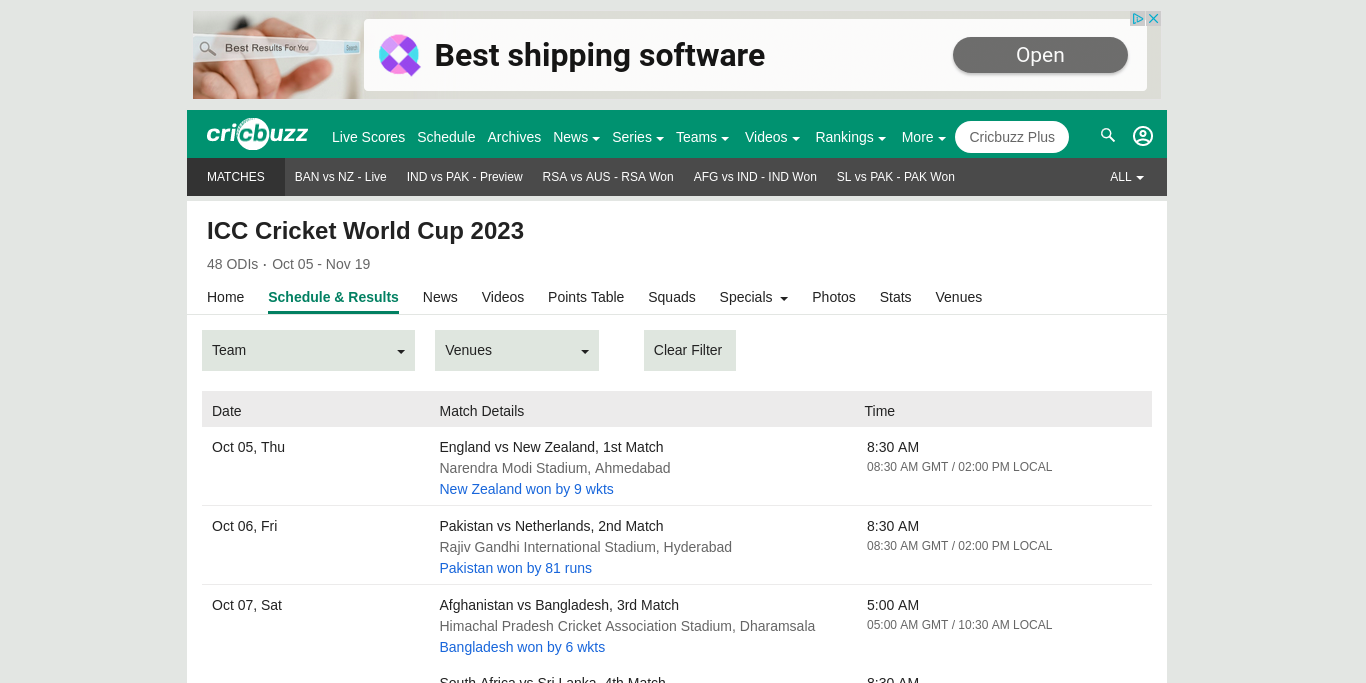 Best Results For You
Search
Best shipping software
Open
cricbuzz
Live Scores Schedule Archives News Series Teams Videos Rankings More Cricbuzz Plus
MATCHES BAN vs NZ - Live IND vs PAK - Preview RSA vs AUS - RSA Won AFG vs IND - IND Won SL vs PAK - PAK Won ALL
ICC Cricket World Cup 2023
48 ODIs · Oct 05 - Nov 19
Home Schedule & Results News Videos Points Table Squads Specials Photos Stats Venues
Team Venues Clear Filter
Date Match Details Time
Oct 05, Thu England vs New Zealand, 1st Match 8:30 AM
Narendra Modi Stadium, Ahmedabad 08:30 AM GMT / 02:00 PM LOCAL
New Zealand won by 9 wkts
Oct 06, Fri Pakistan vs Netherlands, 2nd Match 8:30 AM
Rajiv Gandhi International Stadium, Hyderabad 08:30 AM GMT / 02:00 PM LOCAL
Pakistan won by 81 runs
Oct 07, Sat Afghanistan vs Bangladesh, 3rd Match 5:00 AM
Himachal Pradesh Cricket Association Stadium, Dharamsala 05:00 AM GMT / 10:30 AM LOCAL
Bangladesh won by 6 wkts
South Africa vs Sri Lanka, 4th Match 8:30 AM